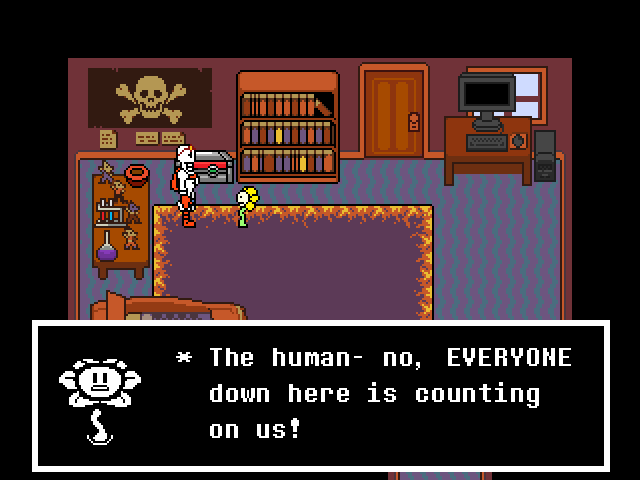 * The human- no, EVERYONE
down here is counting
on us!